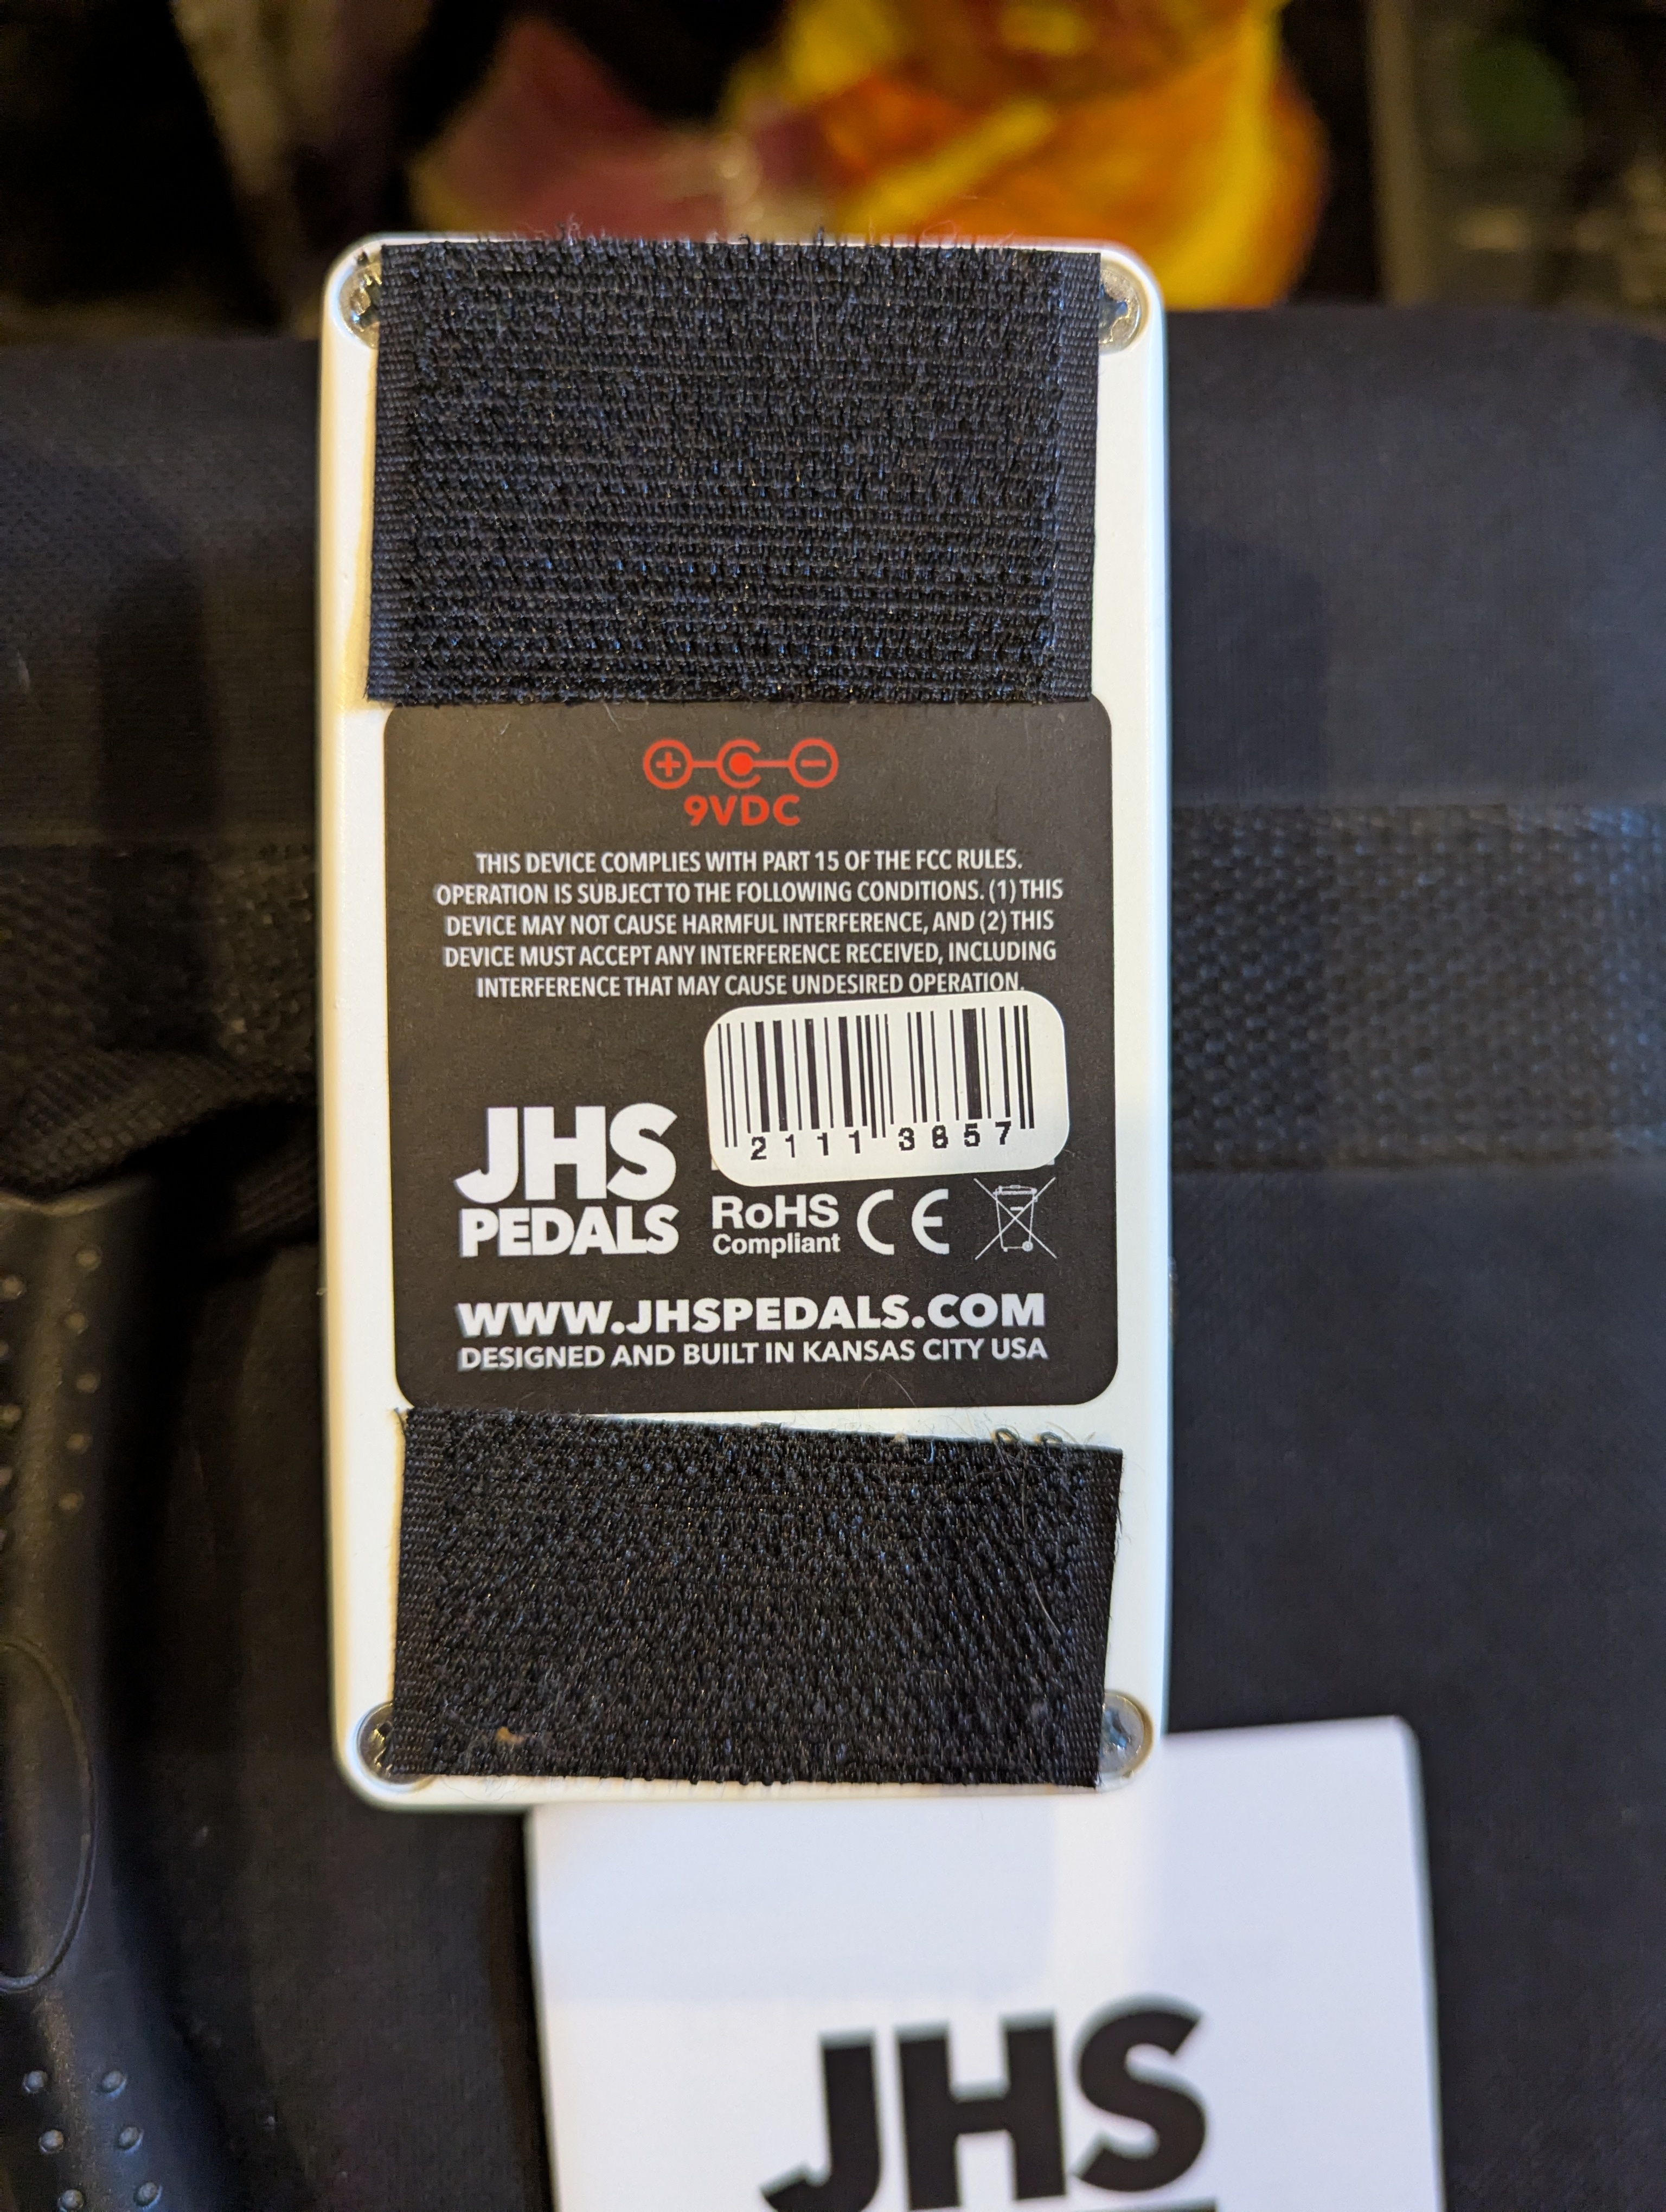 9VDC
THIS DEVICE COMPLIES WITH PART 15 OF THE FCC RULES.
OPERATION IS SUBJECT TO THE FOLLOWING CONDITIONS. (1) THIS
DEVICE MAY NOT CAUSE HARMFUL INTERFERENCE, AND (2) THIS
DEVICE MUST ACCEPT ANY INTERFERENCE RECEIVED, INCLUDING
INTERFERENCE THAT MAY CAUSE UNDESIRED OPERATION.
2111 3857
JHS
PEDALS
RoHS
Compliant
CE
WWW.JHSPEDALS.COM
DESIGNED AND BUILT IN KANSAS CITY USA
JHS